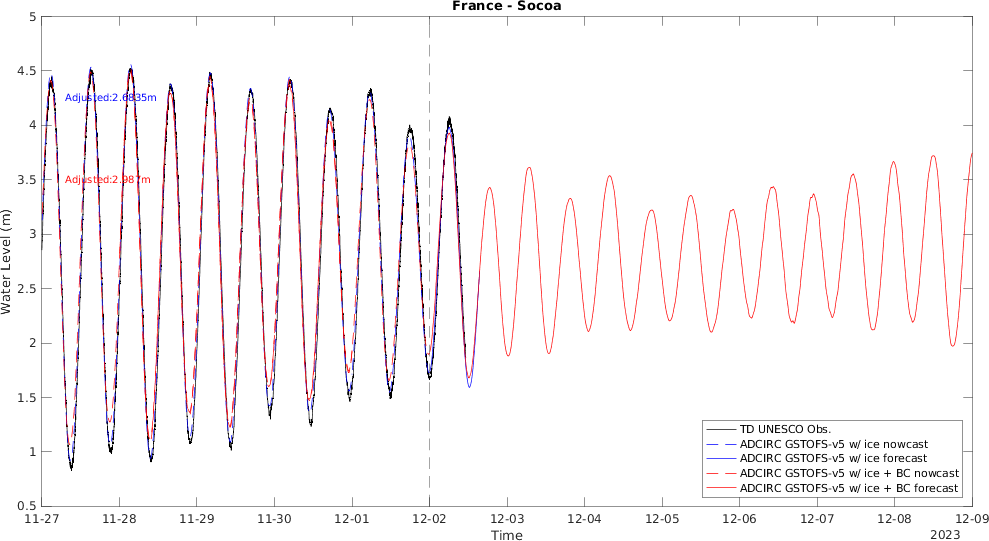 France - Socoa
5
4.5
4
3.5
3
2.5
2
1.5
1
0.5
Water Level (m)
Adjusted:2.6835m
Adjusted:2.987m
TD UNESCO Obs.
ADCIRC GSTOFS-v5 w/ ice nowcast
ADCIRC GSTOFS-v5 w/ ice forecast
ADCIRC GSTOFS-v5 w/ ice + BC nowcast
ADCIRC GSTOFS-v5 w/ ice + BC forecast
11-27 11-28 11-29 11-30 12-01 12-02 12-03 12-04 12-05 12-06 12-07 12-08 12-09
Time
2023